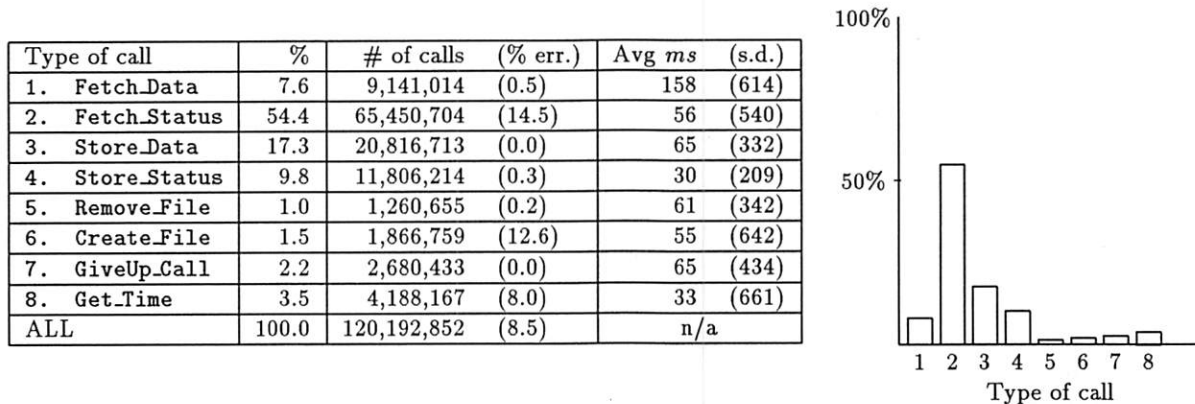 Type of call % # of calls (% err.) Avg ms (s.d.)
1. Fetch_Data 7.6 9,141,014 (0.5) 158 (614)
2. Fetch_Status 54.4 65,450,704 (14.5) 56 (540)
3. Store_Data 17.3 20,816,713 (0.0) 65 (332)
4. Store_Status 9.8 11,806,214 (0.3) 30 (209)
5. Remove_File 1.0 1,260,655 (0.2) 61 (342)
6. Create_File 1.5 1,866,759 (12.6) 55 (642)
7. GiveUp_Call 2.2 2,680,433 (0.0) 65 (434)
8. Get_Time 3.5 4,188,167 (8.0) 33 (661)
ALL 100.0 120,192,852 (8.5) n/a
100%
50%
1 2 3 4 5 6 7 8
Type of call